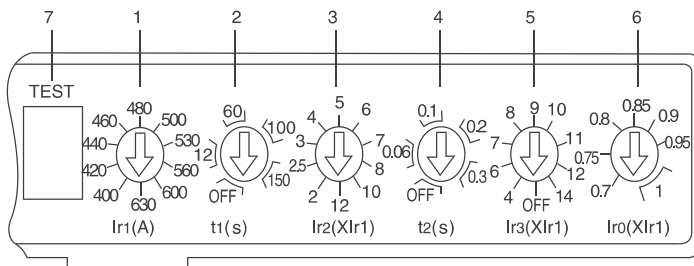 7 1 2 3 4 5 6
TEST
400 420 440 460 480 500 530 560 600 630
Ir1(A)
OFF 12 60 100 150
t1(s)
2 2.5 3 4 5 6 7 8 10 12
Ir2(XIr1)
OFF 0.06 0.1 0.2 0.3
t2(s)
4 6 7 8 9 10 11 12 14 OFF
Ir3(XIr1)
0.7 0.75 0.8 0.85 0.9 0.95 1
Ir0(XIr1)